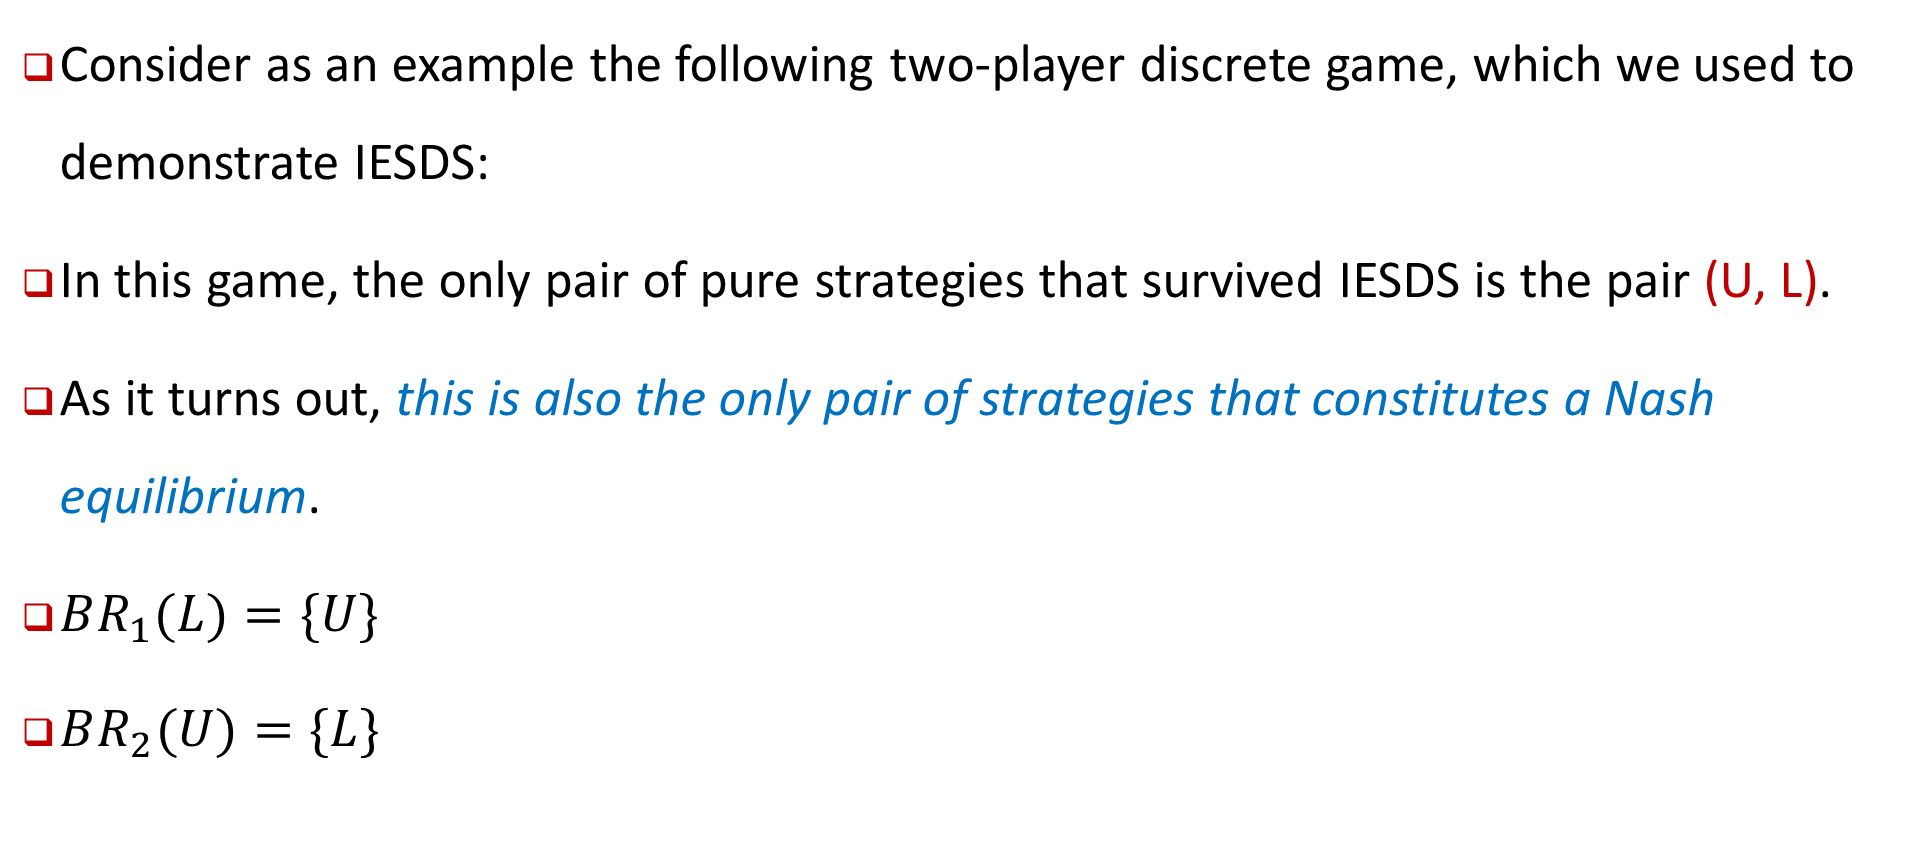 ❑Consider as an example the following two-player discrete game, which we used to
demonstrate IESDS:
❑In this game, the only pair of pure strategies that survived IESDS is the pair (U, L).
❑As it turns out, this is also the only pair of strategies that constitutes a Nash
equilibrium.
❑BR₁(L) = {U}
❑BR₂(U) = {L}